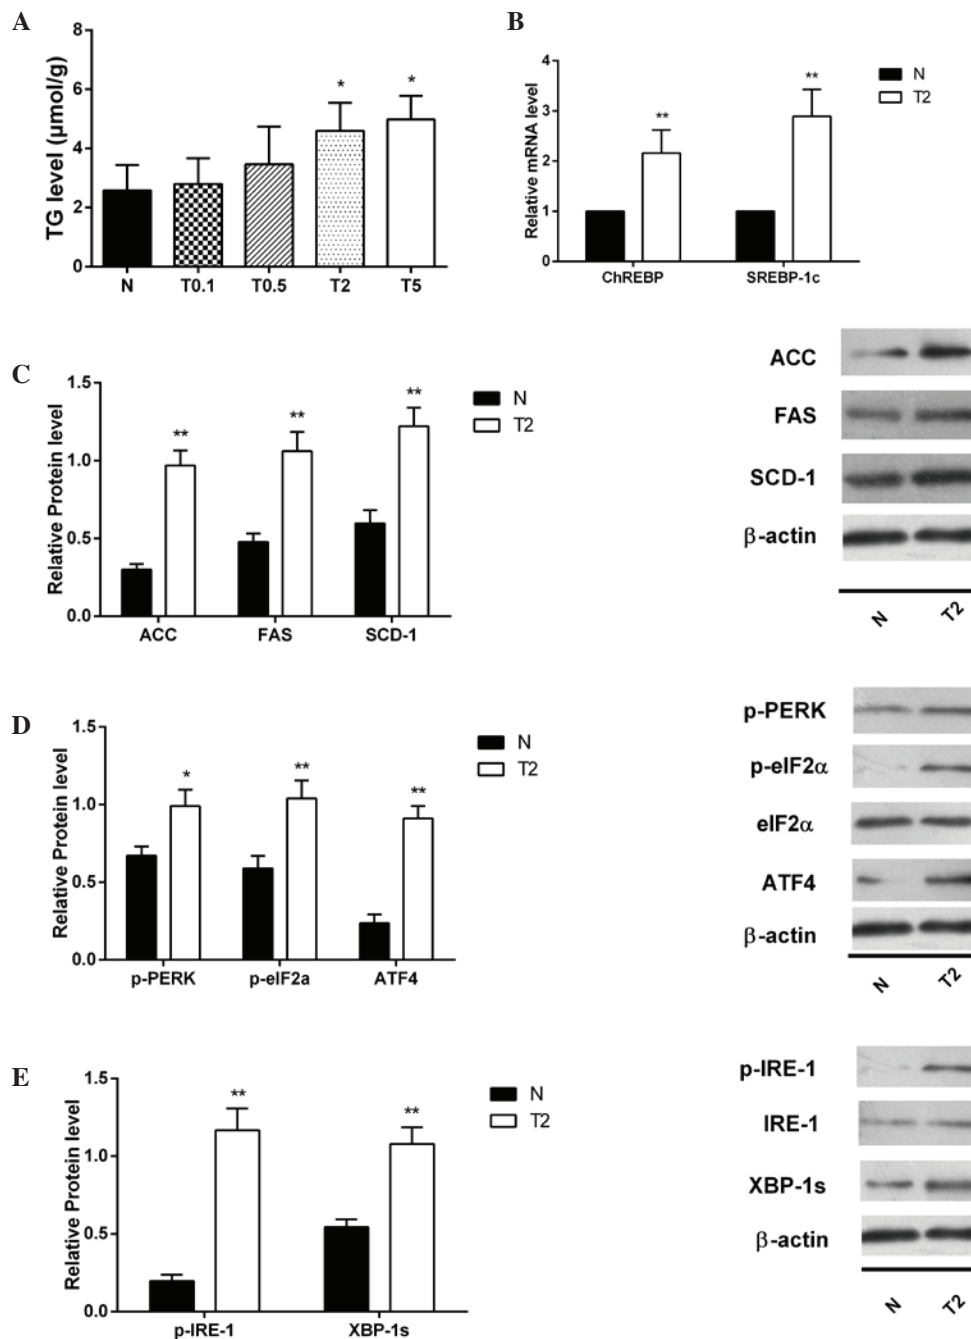 A
TG level (μmol/g)
8
6
4
2
0
*
*
N T0.1 T0.5 T2 T5
B
Relative mRNA level
4
3
2
1
0
**
**
ChREBP SREBP-1c
N
T2
C
Relative Protein level
1.5
1.0
0.5
0.0
**
**
**
ACC FAS SCD-1
N
T2
ACC
FAS
SCD-1
β-actin
N T2
D
Relative Protein level
1.5
1.0
0.5
0.0
*
**
**
p-PERK p-eIF2a ATF4
N
T2
p-PERK
p-eIF2α
eIF2α
ATF4
β-actin
N T2
E
Relative Protein level
1.5
1.0
0.5
0.0
**
**
p-IRE-1 XBP-1s
N
T2
p-IRE-1
IRE-1
XBP-1s
β-actin
N T2